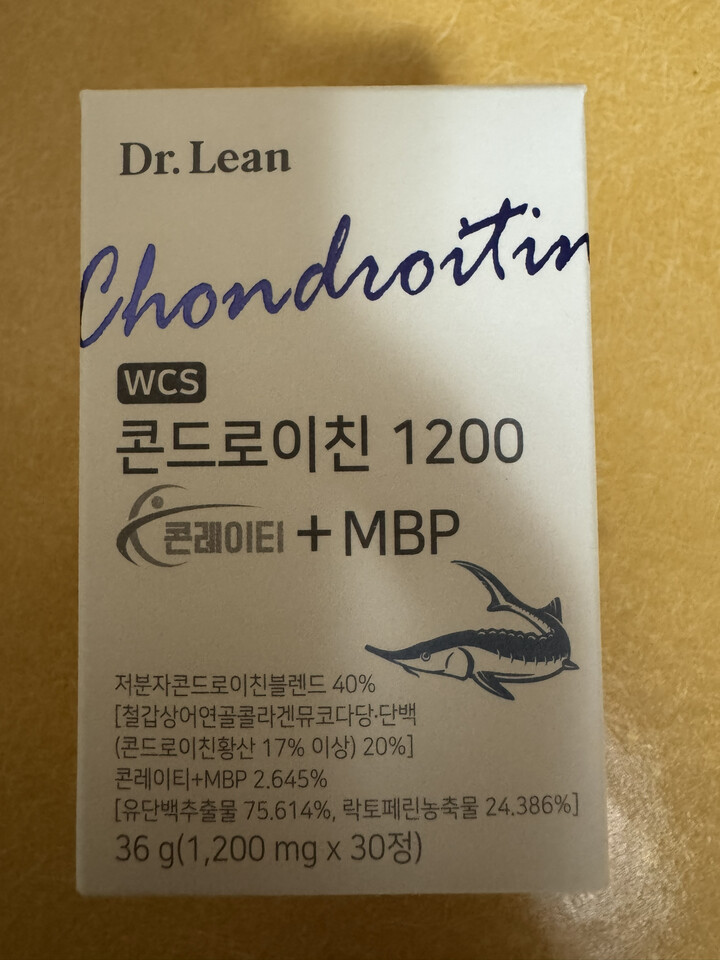 Dr. Lean
Chondroitin
WCS
콘드로이친 1200
콘레이티 + MBP
저분자콘드로이친블렌드 40%
[철갑상어연골콜라겐뮤코다당·단백
(콘드로이친황산 17% 이상) 20%]
콘레이티+MBP 2.645%
[유단백추출물 75.614%, 락토페린농축물 24.386%]
36 g(1,200 mg x 30정)